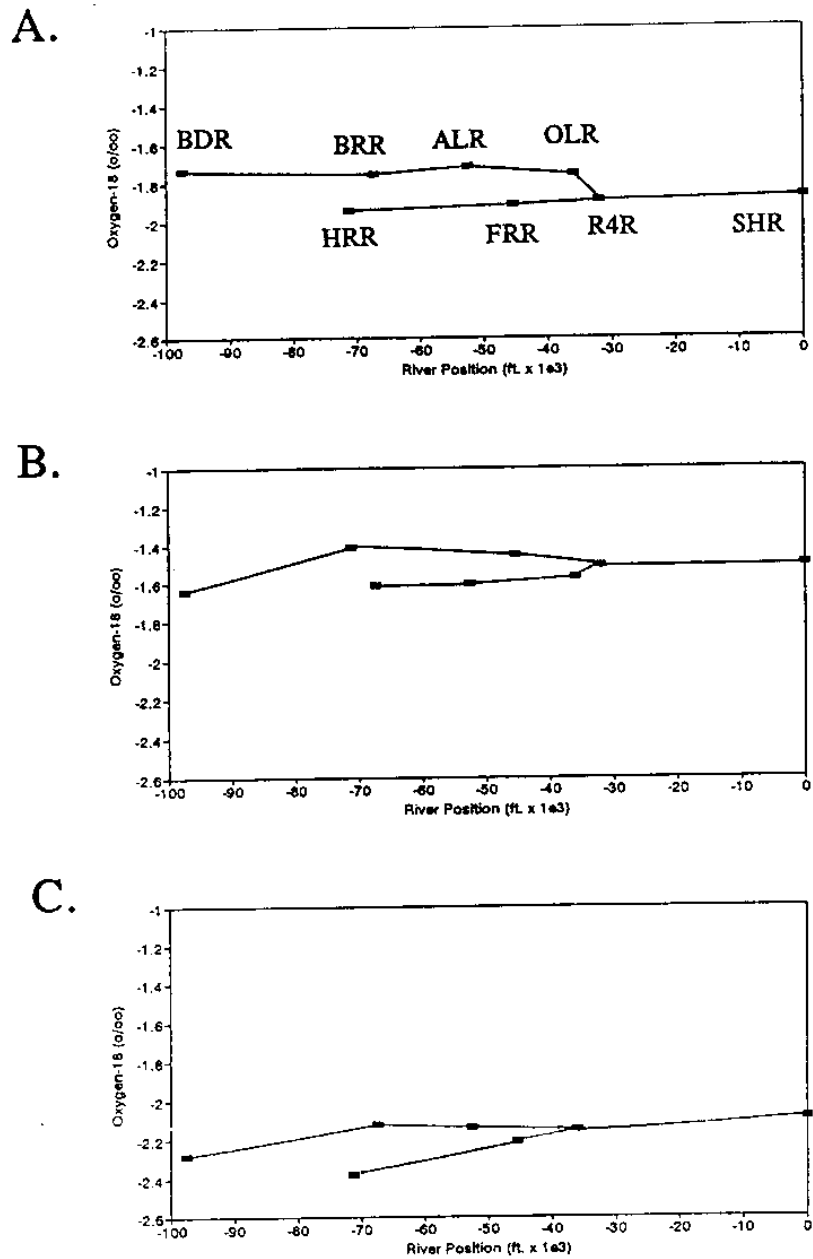 A.
-1
-1.2
-1.4
-1.6
-1.8
-2
-2.2
-2.4
-2.6
Oxygen-18 (o/oo)
BDR BRR ALR OLR
HRR FRR R4R SHR
-100 -90 -80 -70 -60 -50 -40 -30 -20 -10 0
River Position (ft. x 1e3)
B.
-1
-1.2
-1.4
-1.6
-1.8
-2
-2.2
-2.4
-2.6
Oxygen-18 (o/oo)
-100 -90 -80 -70 -60 -50 -40 -30 -20 -10 0
River Position (ft. x 1e3)
C.
-1
-1.2
-1.4
-1.6
-1.8
-2
-2.2
-2.4
-2.6
Oxygen-18 (o/oo)
-100 -90 -80 -70 -60 -50 -40 -30 -20 -10 0
River Position (ft. x 1e3)